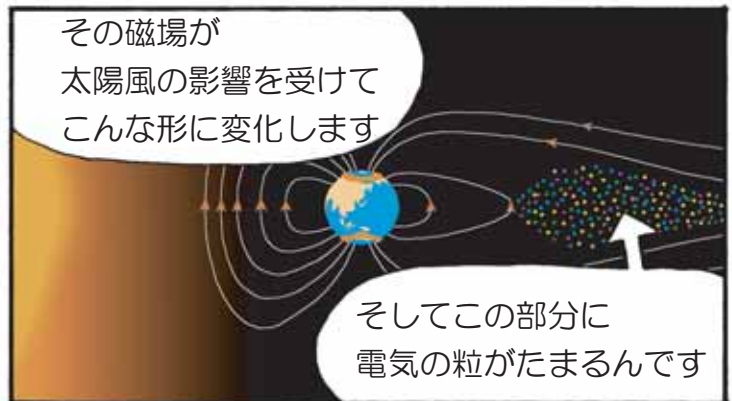 その磁場が
太陽風の影響を受けて
こんな形に変化します
そしてこの部分に
電気の粒がたまるんです